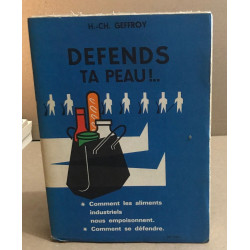 H.-CH. GEFFROY
DEFENDS
TA PEAU!..
Comment les aliments
industriels
nous empoisonnent.
Comment se défendre.